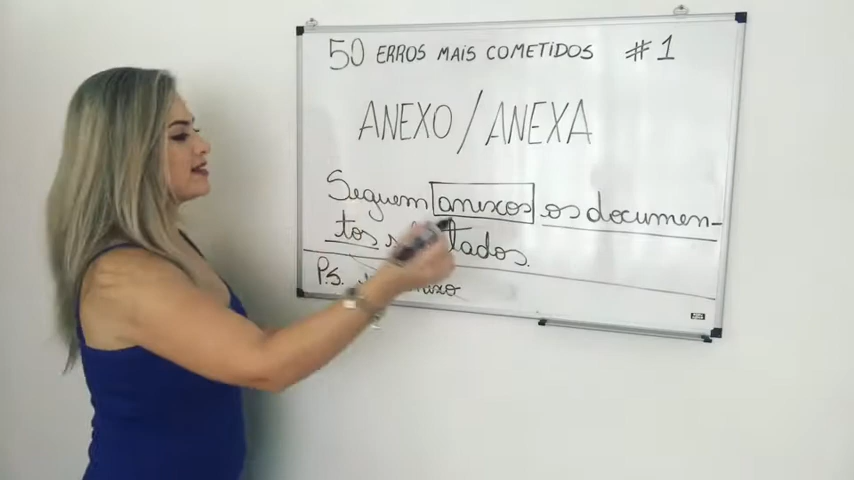 50 ERROS MAIS COMETIDOS #1
ANEXO/ANEXA
Seguem anexos os documen-
tos
P.S.